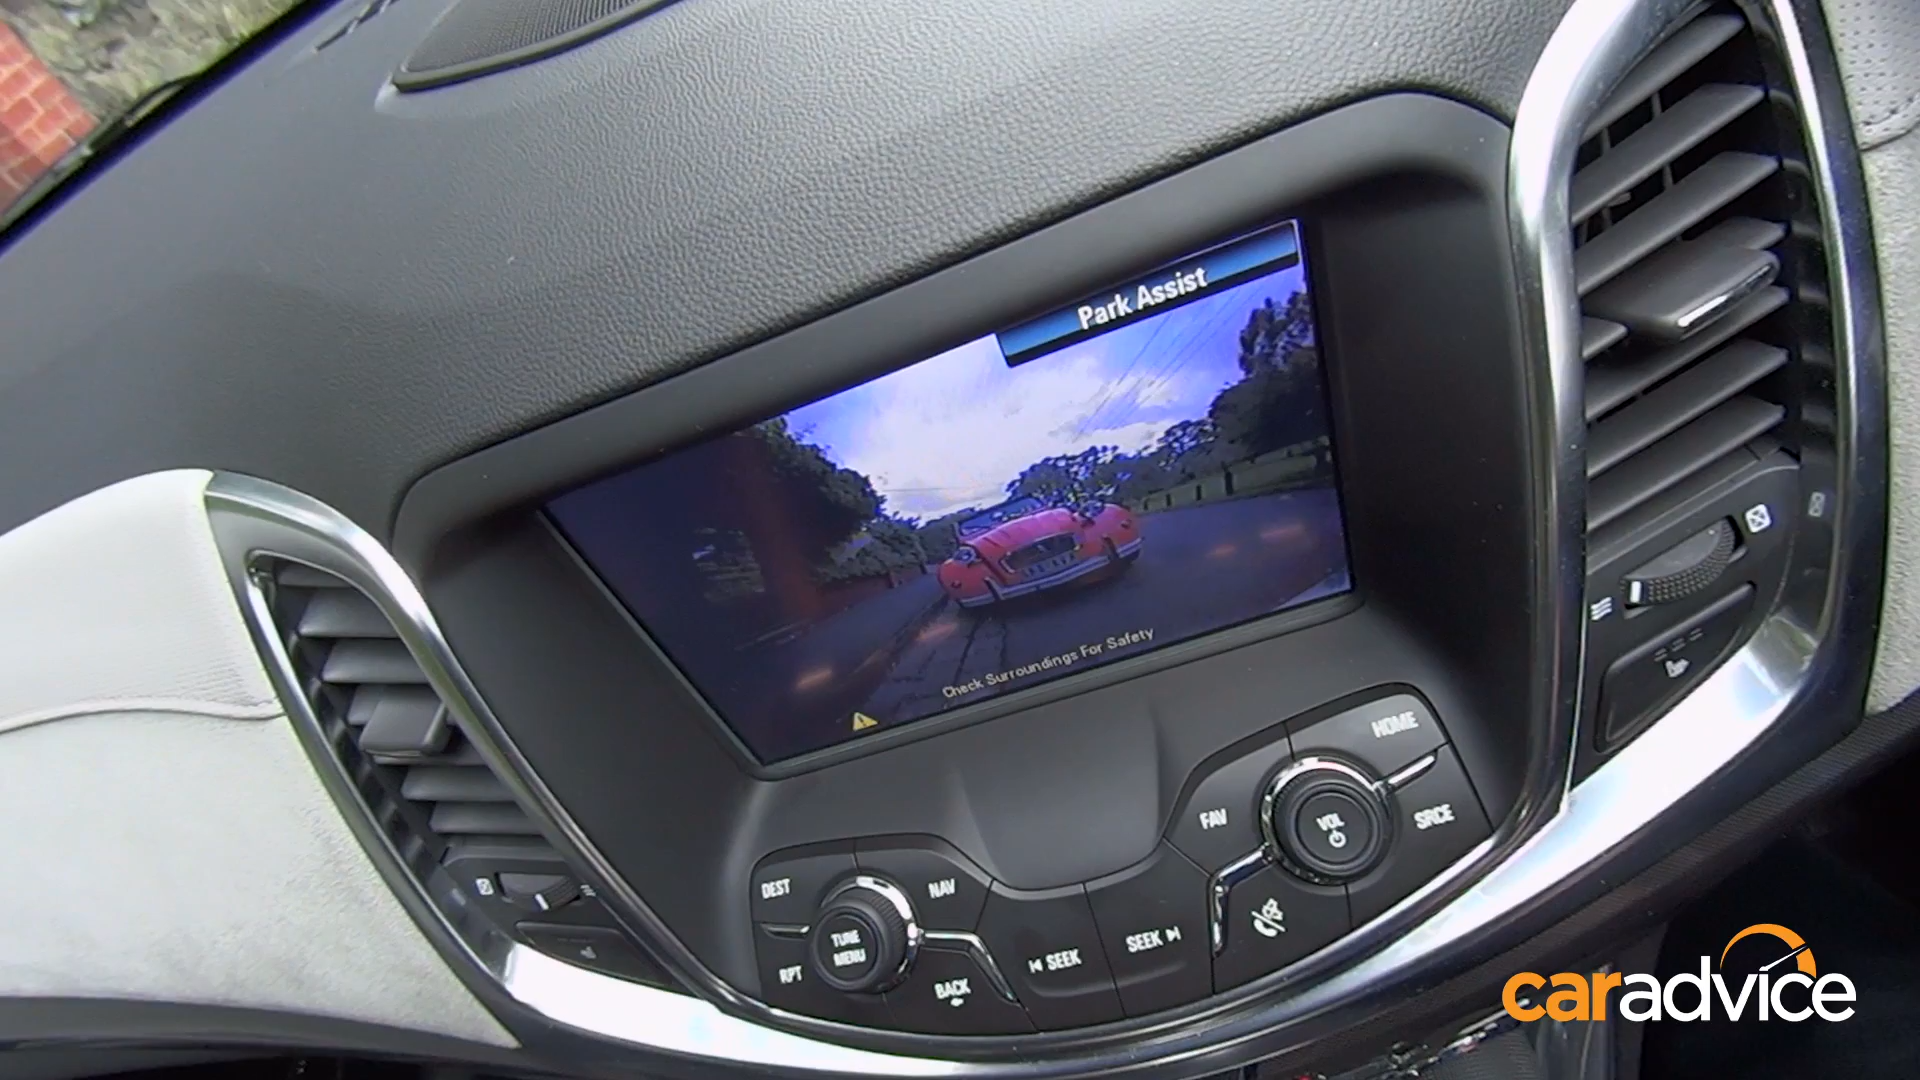 Park Assist
Check Surroundings For Safety
HOME
FAV
VOL
SRCE
DEST
NAV
TUNE
MENU
SEEK
SEEK
RPT
BACK
caradvice